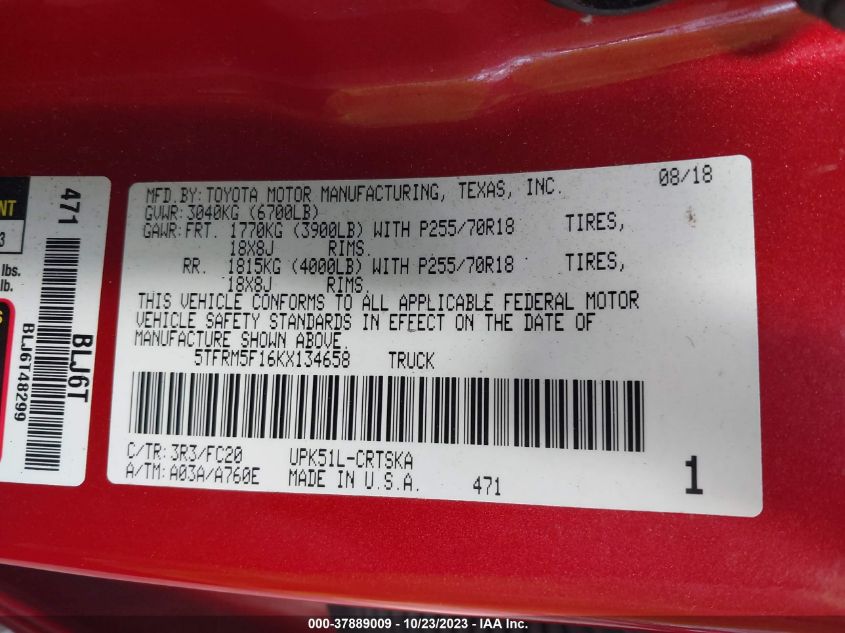 MFD.BY:TOYOTA MOTOR MANUFACTURING, TEXAS, INC. 08/18
GVWR:3040KG (6700LB)
GAWR:FRT. 1770KG (3900LB) WITH P255/70R18 TIRES,
18X8J RIMS.
RR. 1815KG (4000LB) WITH P255/70R18 TIRES,
18X8J RIMS.
THIS VEHICLE CONFORMS TO ALL APPLICABLE FEDERAL MOTOR
VEHICLE SAFETY STANDARDS IN EFFECT ON THE DATE OF
MANUFACTURE SHOWN ABOVE.
5TFRM5F16KX134658 TRUCK
C/TR:3R3/FC20 UPK51L-CRTSKA
A/TM:A03A/A760E MADE IN U.S.A. 471 1
471
BLJ6T
BLJ6T48299
NT
3
lbs.
lb.
S
000-37889009 - 10/23/2023 - IAA Inc.